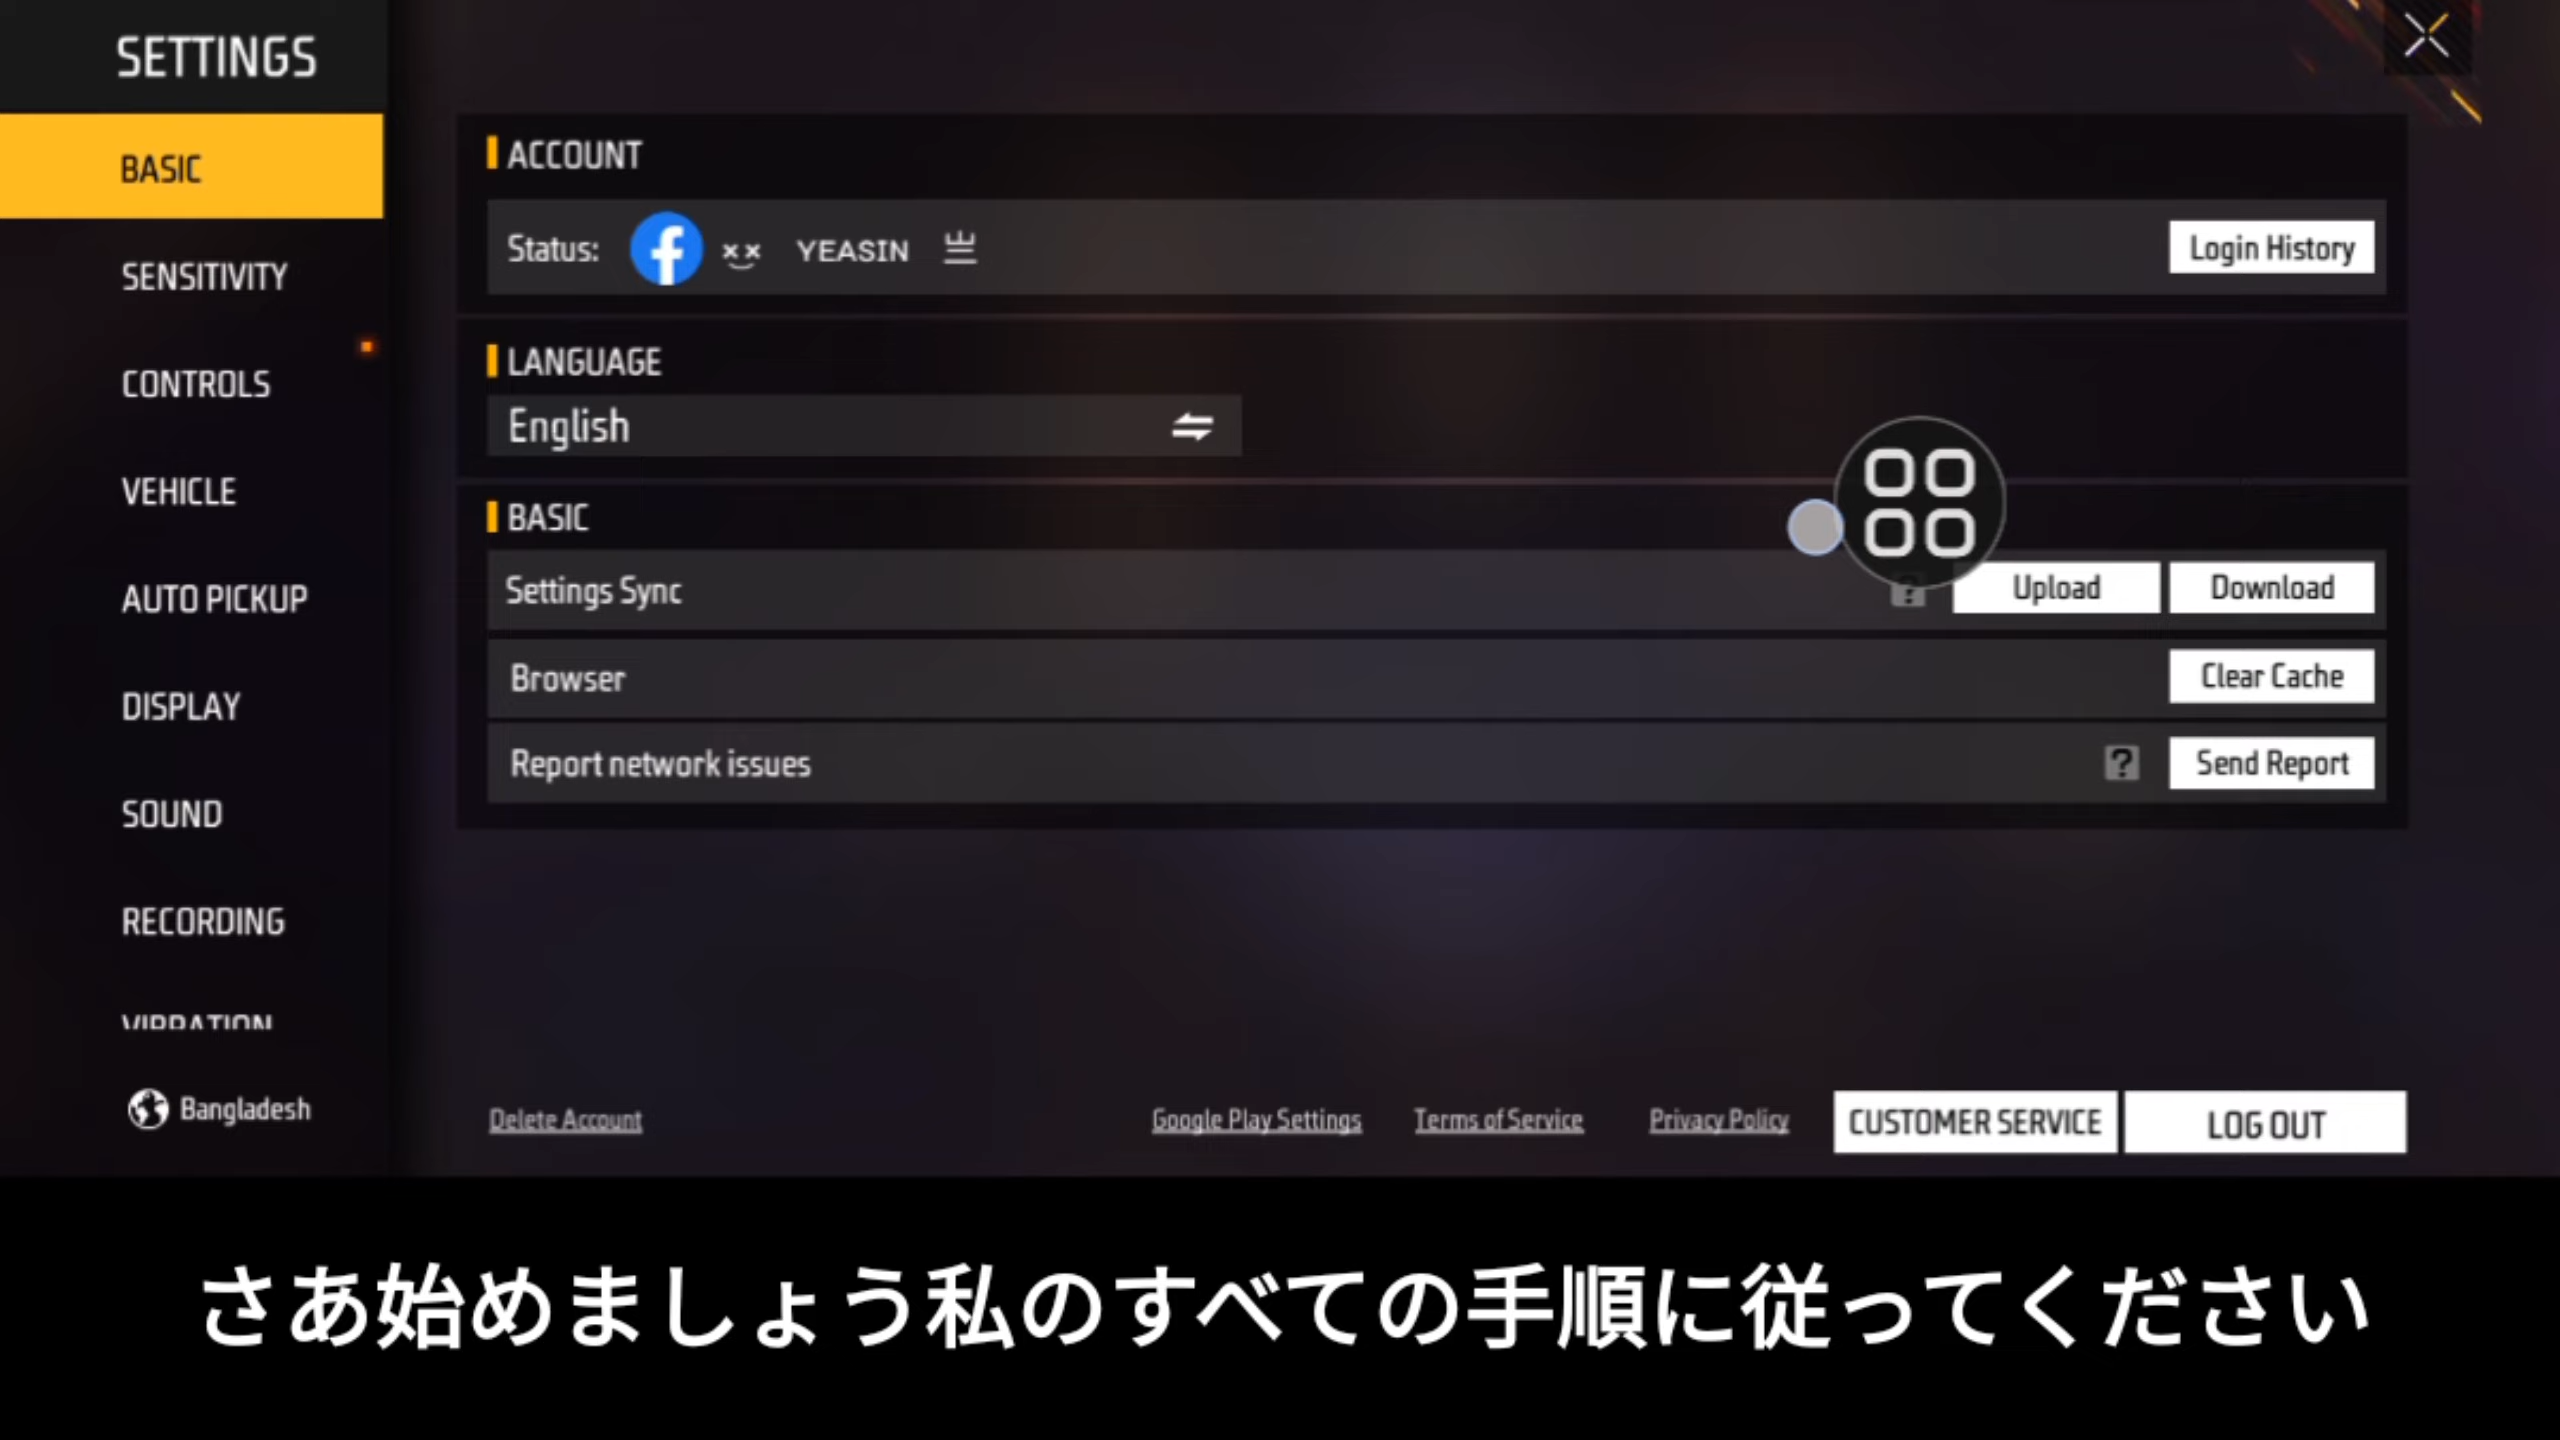 SETTINGS
BASIC
SENSITIVITY
CONTROLS
VEHICLE
AUTO PICKUP
DISPLAY
SOUND
RECORDING
VIBRATION
Bangladesh
ACCOUNT
Status: YEASIN
Login History
LANGUAGE
English
BASIC
Settings Sync ? Upload Download
Browser Clear Cache
Report network issues ? Send Report
Delete Account Google Play Settings Terms of Service Privacy Policy CUSTOMER SERVICE LOG OUT
さあ始めましょう私のすべての手順に従ってください